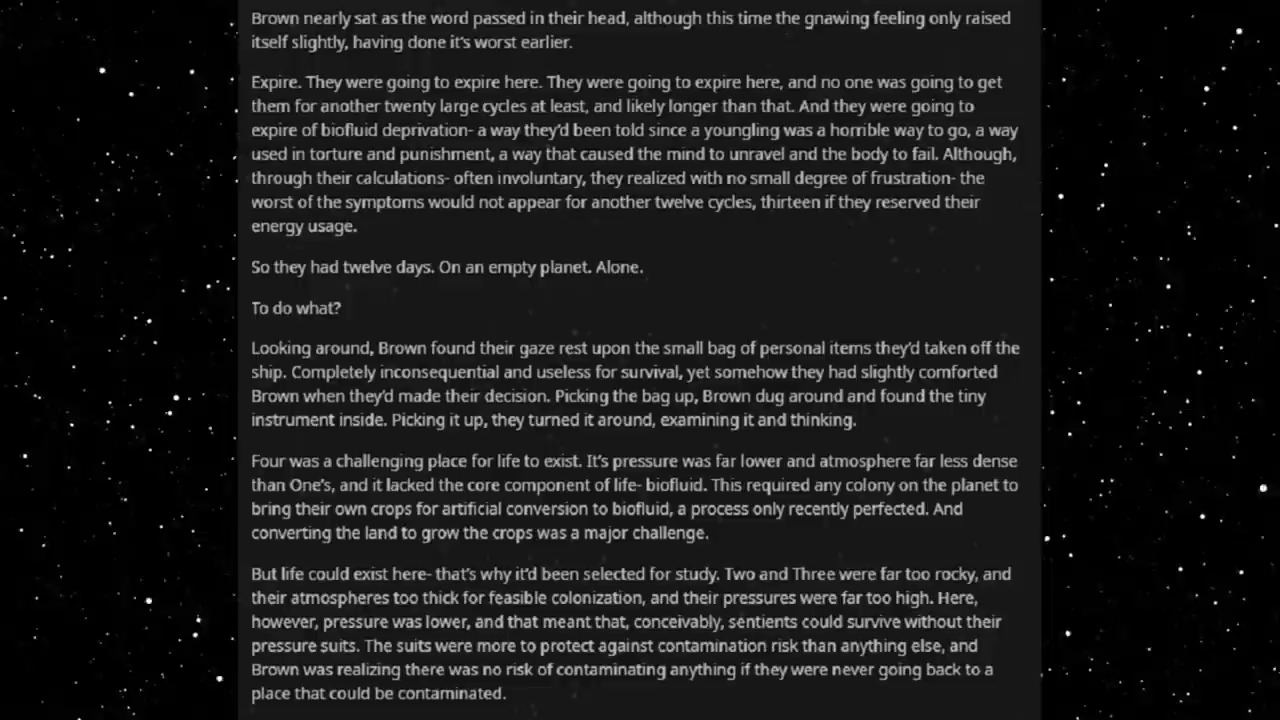 Brown nearly sat as the word passed in their head, although this time the gnawing feeling only raised
itself slightly, having done it's worst earlier.
Expire. They were going to expire here. They were going to expire here, and no one was going to get
them for another twenty large cycles at least, and likely longer than that. And they were going to
expire of biofluid deprivation- a way they'd been told since a youngling was a horrible way to go, a way
used in torture and punishment, a way that caused the mind to unravel and the body to fail. Although,
through their calculations- often involuntary, they realized with no small degree of frustration- the
worst of the symptoms would not appear for another twelve cycles, thirteen if they reserved their
energy usage.
So they had twelve days. On an empty planet. Alone.
To do what?
Looking around, Brown found their gaze rest upon the small bag of personal items they'd taken off the
ship. Completely inconsequential and useless for survival, yet somehow they had slightly comforted
Brown when they'd made their decision. Picking the bag up, Brown dug around and found the tiny
instrument inside. Picking it up, they turned it around, examining it and thinking.
Four was a challenging place for life to exist. It's pressure was far lower and atmosphere far less dense
than One's, and it lacked the core component of life- biofluid. This required any colony on the planet to
bring their own crops for artificial conversion to biofluid, a process only recently perfected. And
converting the land to grow the crops was a major challenge.
But life could exist here- that's why it'd been selected for study. Two and Three were far too rocky, and
their atmospheres too thick for feasible colonization, and their pressures were far too high. Here,
however, pressure was lower, and that meant that, conceivably, sentients could survive without their
pressure suits. The suits were more to protect against contamination risk than anything else, and
Brown was realizing there was no risk of contaminating anything if they were never going back to a
place that could be contaminated.